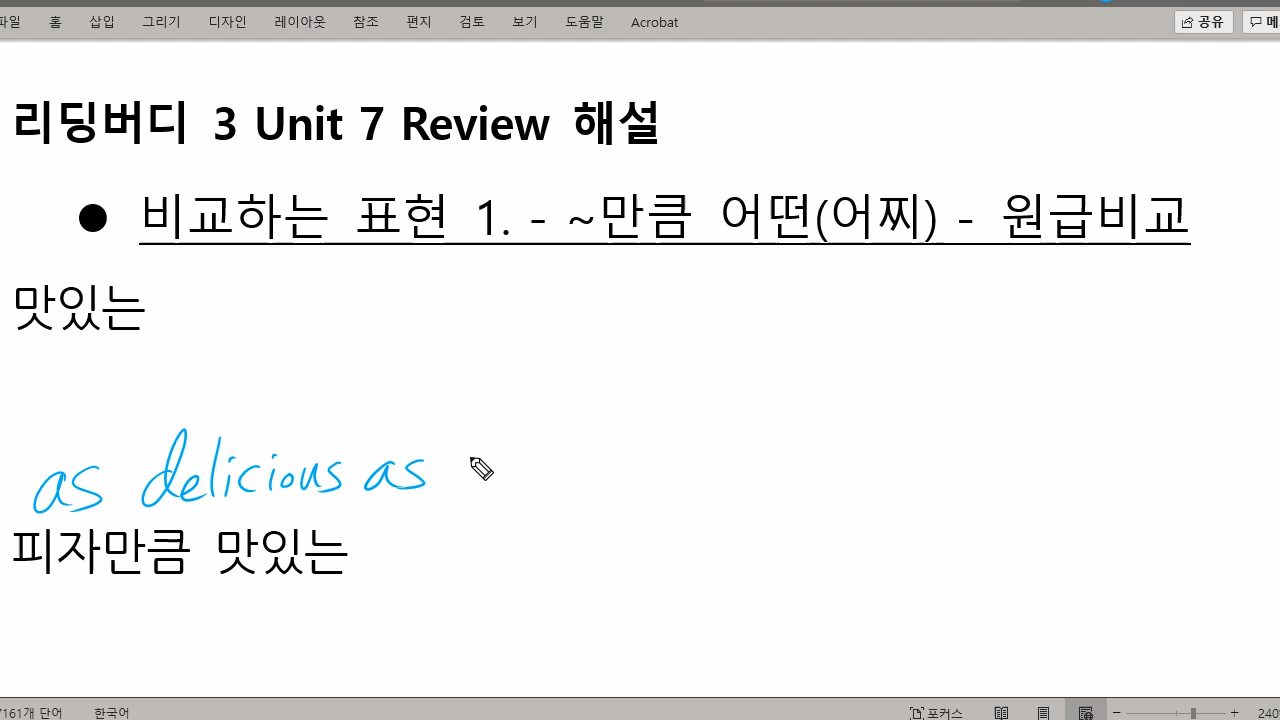 홈 삽입 그리기 디자인 레이아웃 참조 편지 검토 보기 도움말 Acrobat 공유
리딩버디 3 Unit 7 Review 해설
● 비교하는 표현 1. - ~만큼 어떤(어찌) - 원급비교
맛있는
as delicious as
피자만큼 맛있는
단어 한국어 포커스